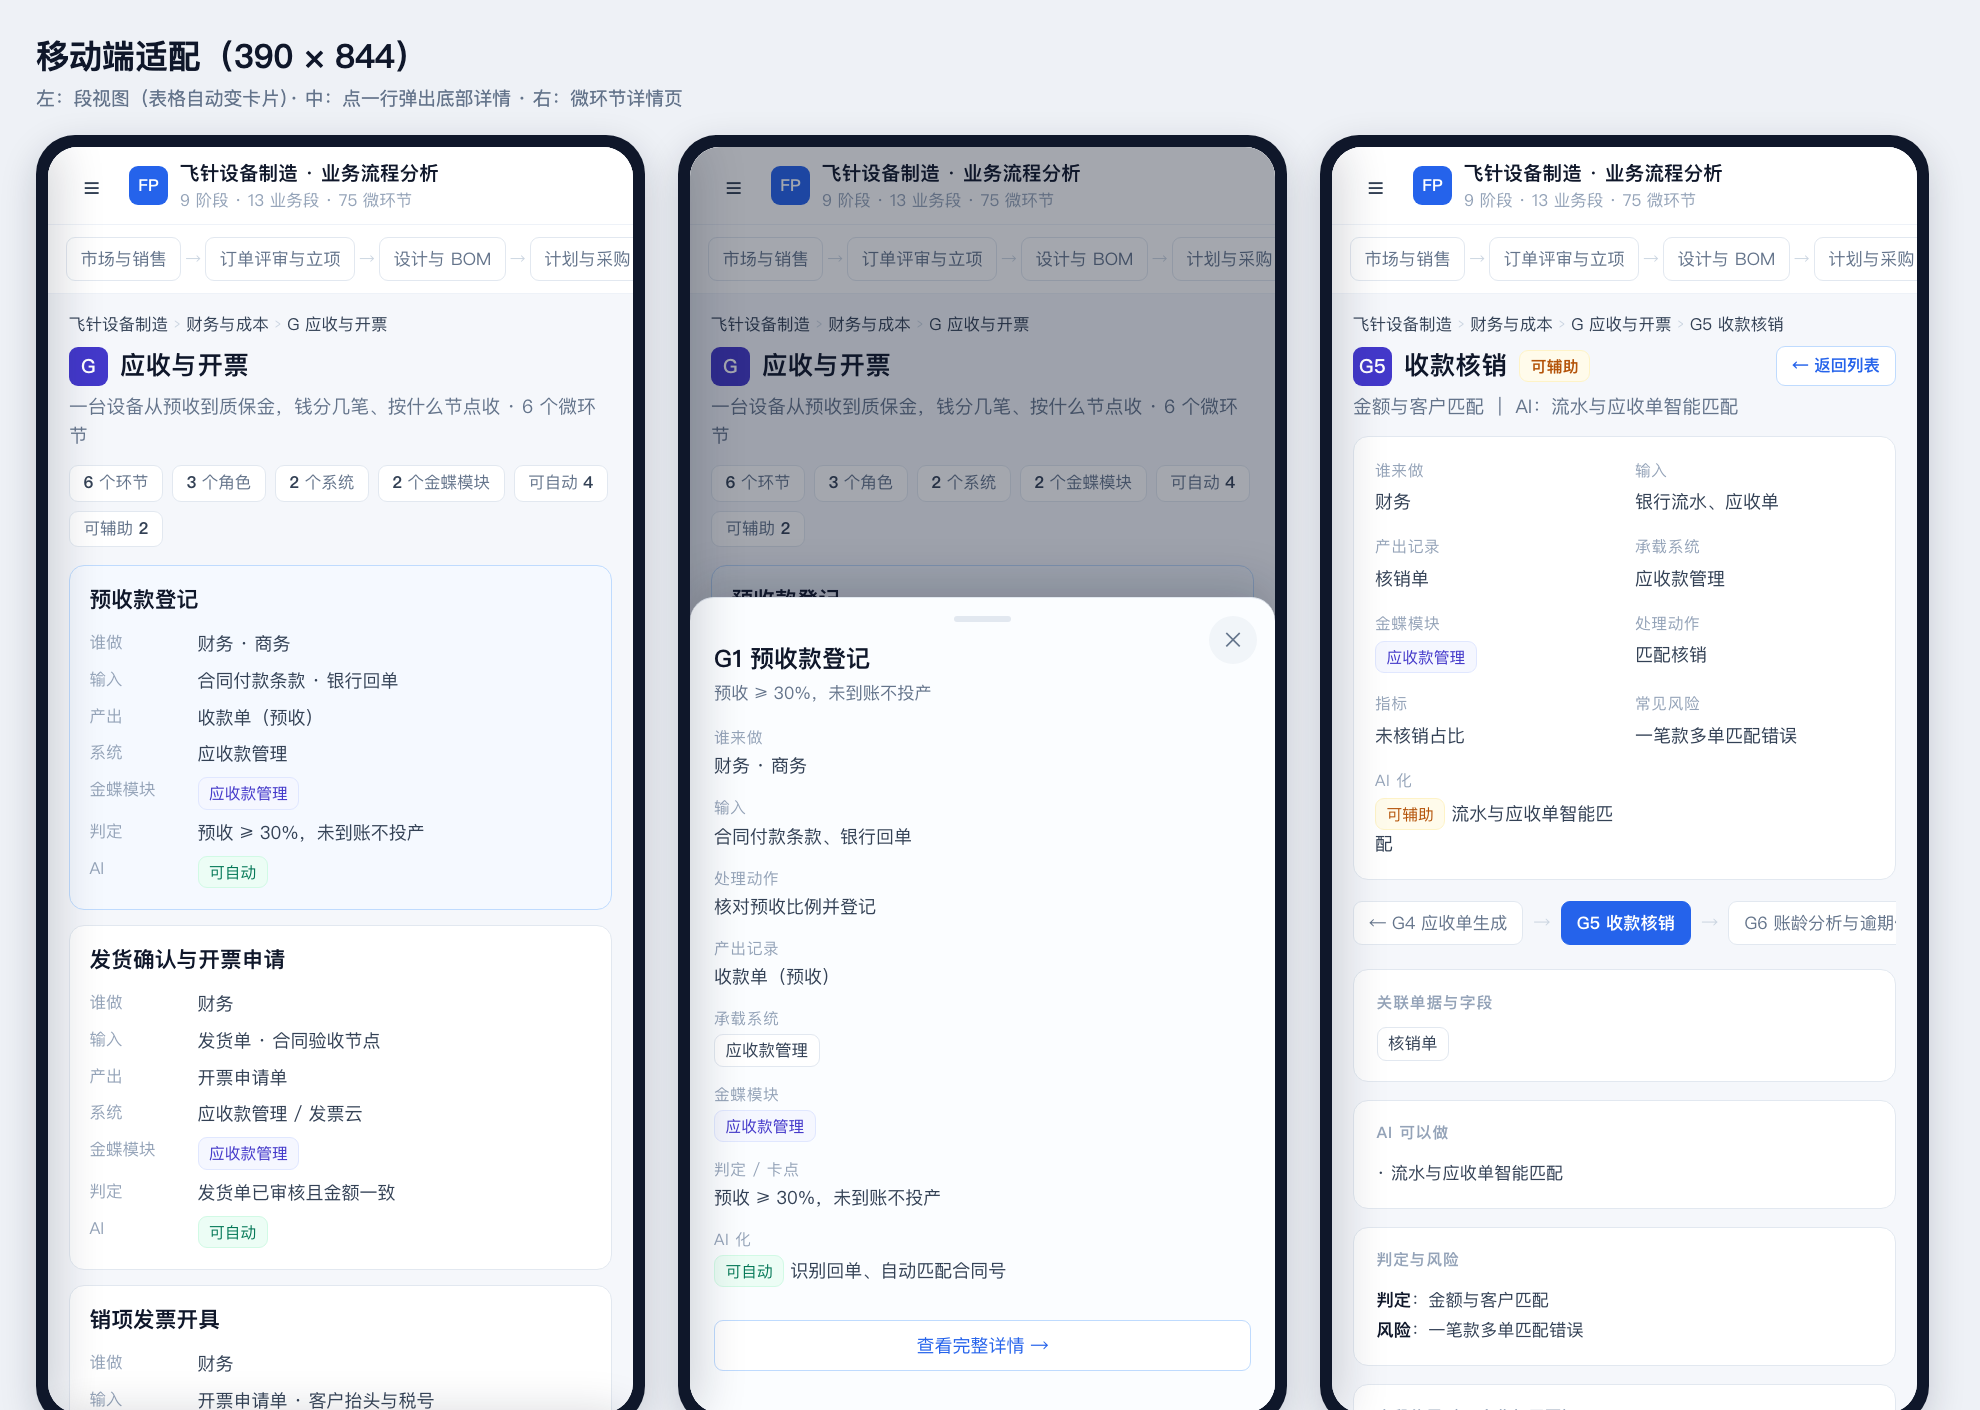 移动端适配（390 × 844）
左：段视图（表格自动变卡片）· 中：点一行弹出底部详情 · 右：微环节详情页
☰ FP 飞针设备制造 · 业务流程分析
9 阶段 · 13 业务段 · 75 微环节
市场与销售 → 订单评审与立项 → 设计与 BOM → 计划与采购
飞针设备制造 › 财务与成本 › G 应收与开票
G 应收与开票
一台设备从预收到质保金，钱分几笔、按什么节点收 · 6 个微环
节
6 个环节 3 个角色 2 个系统 2 个金蝶模块 可自动 4
可辅助 2
预收款登记
谁做 财务 · 商务
输入 合同付款条款 · 银行回单
产出 收款单（预收）
系统 应收款管理
金蝶模块 应收款管理
判定 预收 ≥ 30%，未到账不投产
AI 可自动
发货确认与开票申请
谁做 财务
输入 发货单 · 合同验收节点
产出 开票申请单
系统 应收款管理 / 发票云
金蝶模块 应收款管理
判定 发货单已审核且金额一致
AI 可自动
销项发票开具
谁做 财务
输入 开票申请单 · 客户抬头与税号
☰ FP 飞针设备制造 · 业务流程分析
9 阶段 · 13 业务段 · 75 微环节
市场与销售 → 订单评审与立项 → 设计与 BOM → 计划与采购
飞针设备制造 › 财务与成本 › G 应收与开票
G 应收与开票
一台设备从预收到质保金，钱分几笔、按什么节点收 · 6 个微环
节
6 个环节 3 个角色 2 个系统 2 个金蝶模块 可自动 4
可辅助 2
预收款登记
G1 预收款登记
预收 ≥ 30%，未到账不投产
谁来做
财务 · 商务
输入
合同付款条款、银行回单
处理动作
核对预收比例并登记
产出记录
收款单（预收）
承载系统
应收款管理
金蝶模块
应收款管理
判定 / 卡点
预收 ≥ 30%，未到账不投产
AI 化
可自动 识别回单、自动匹配合同号
查看完整详情 →
☰ FP 飞针设备制造 · 业务流程分析
9 阶段 · 13 业务段 · 75 微环节
市场与销售 → 订单评审与立项 → 设计与 BOM → 计划与采购
飞针设备制造 › 财务与成本 › G 应收与开票 › G5 收款核销
G5 收款核销 可辅助 ← 返回列表
金额与客户匹配 ｜ AI：流水与应收单智能匹配
谁来做 输入
财务 银行流水、应收单
产出记录 承载系统
核销单 应收款管理
金蝶模块 处理动作
应收款管理 匹配核销
指标 常见风险
未核销占比 一笔款多单匹配错误
AI 化
可辅助 流水与应收单智能匹
配
← G4 应收单生成 → G5 收款核销 → G6 账龄分析与逾期
关联单据与字段
核销单
AI 可以做
· 流水与应收单智能匹配
判定与风险
判定：金额与客户匹配
风险：一笔款多单匹配错误